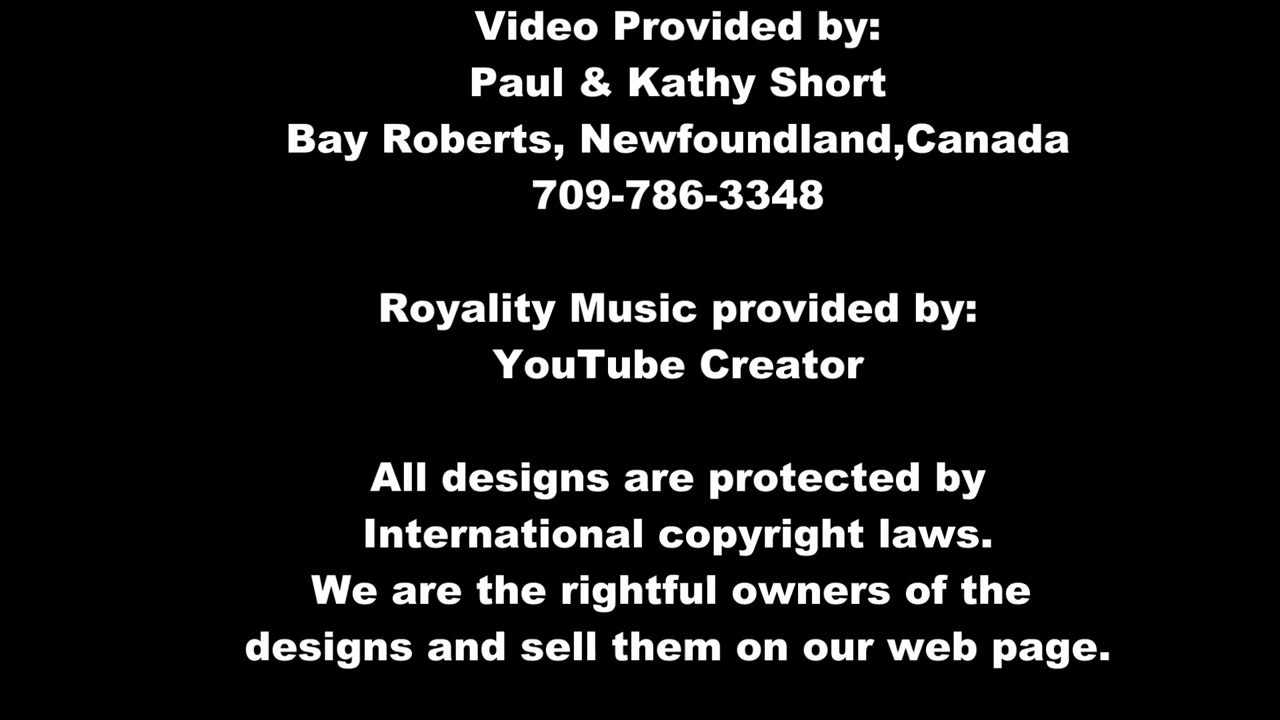 Video Provided by:
Paul & Kathy Short
Bay Roberts, Newfoundland,Canada
709-786-3348
Royality Music provided by:
YouTube Creator
All designs are protected by
International copyright laws.
We are the rightful owners of the
designs and sell them on our web page.